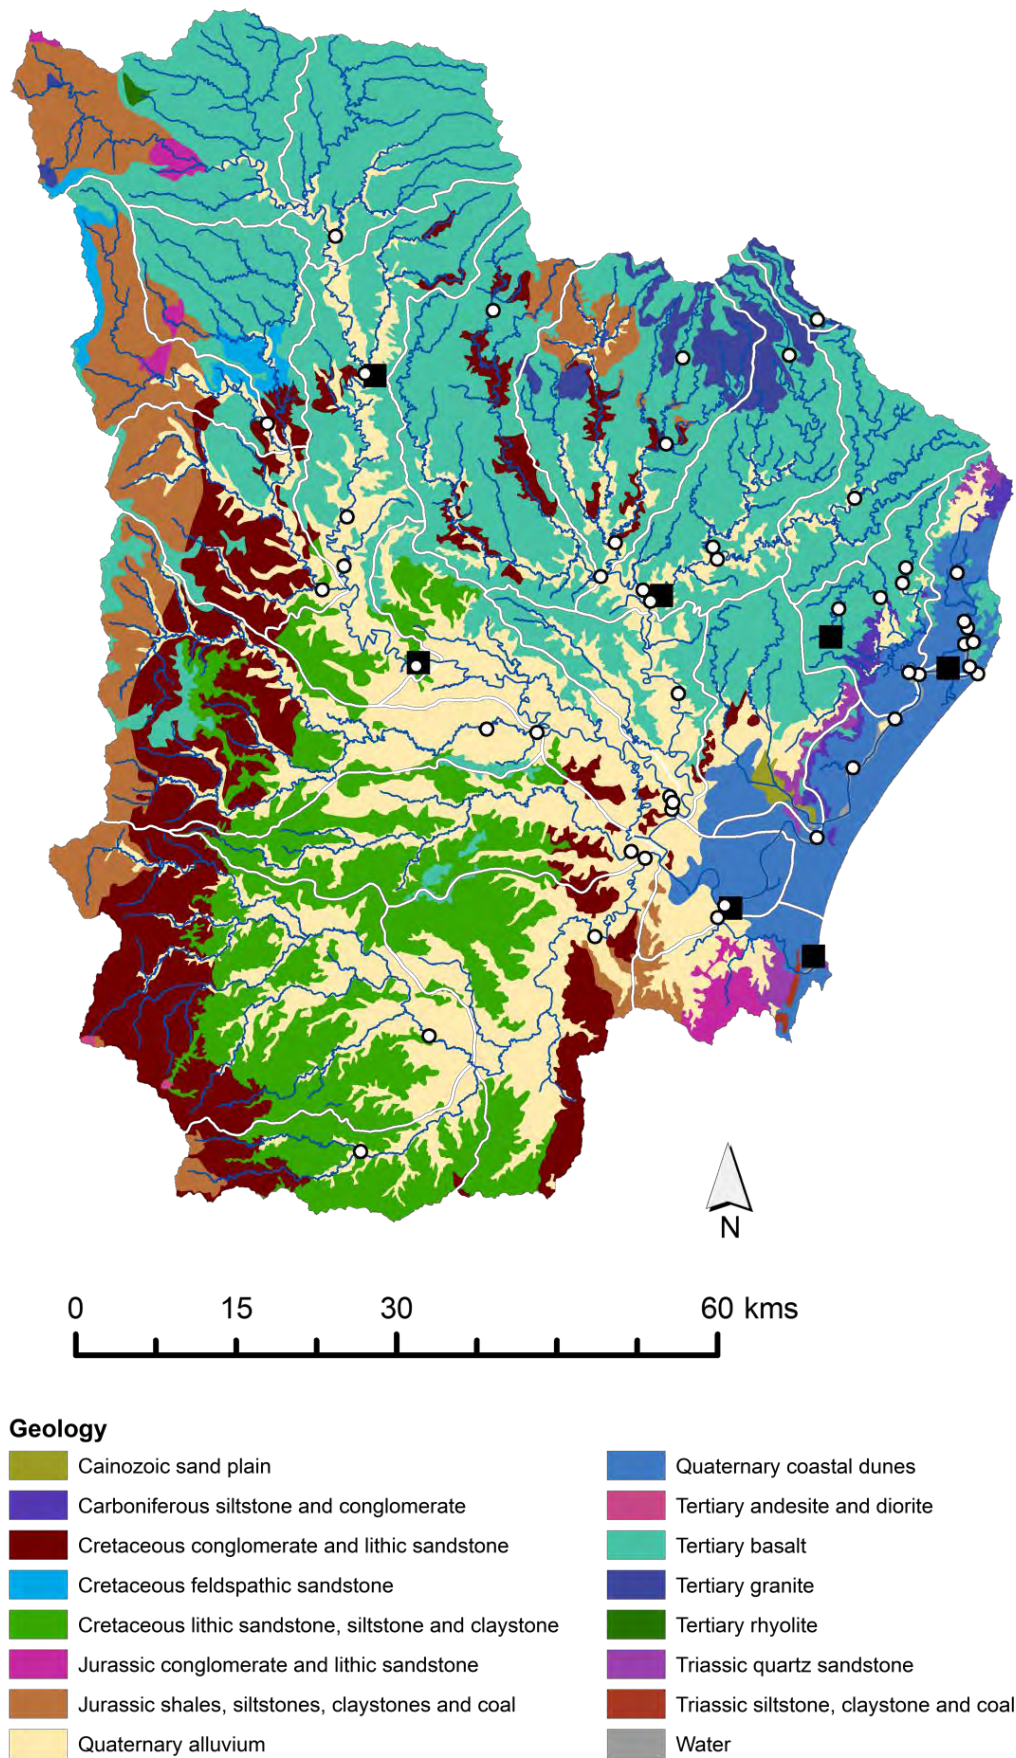 N
0 15 30 60 kms
Geology
Cainozoic sand plain
Carboniferous siltstone and conglomerate
Cretaceous conglomerate and lithic sandstone
Cretaceous feldspathic sandstone
Cretaceous lithic sandstone, siltstone and claystone
Jurassic conglomerate and lithic sandstone
Jurassic shales, siltstones, claystones and coal
Quaternary alluvium
Quaternary coastal dunes
Tertiary andesite and diorite
Tertiary basalt
Tertiary granite
Tertiary rhyolite
Triassic quartz sandstone
Triassic siltstone, claystone and coal
Water